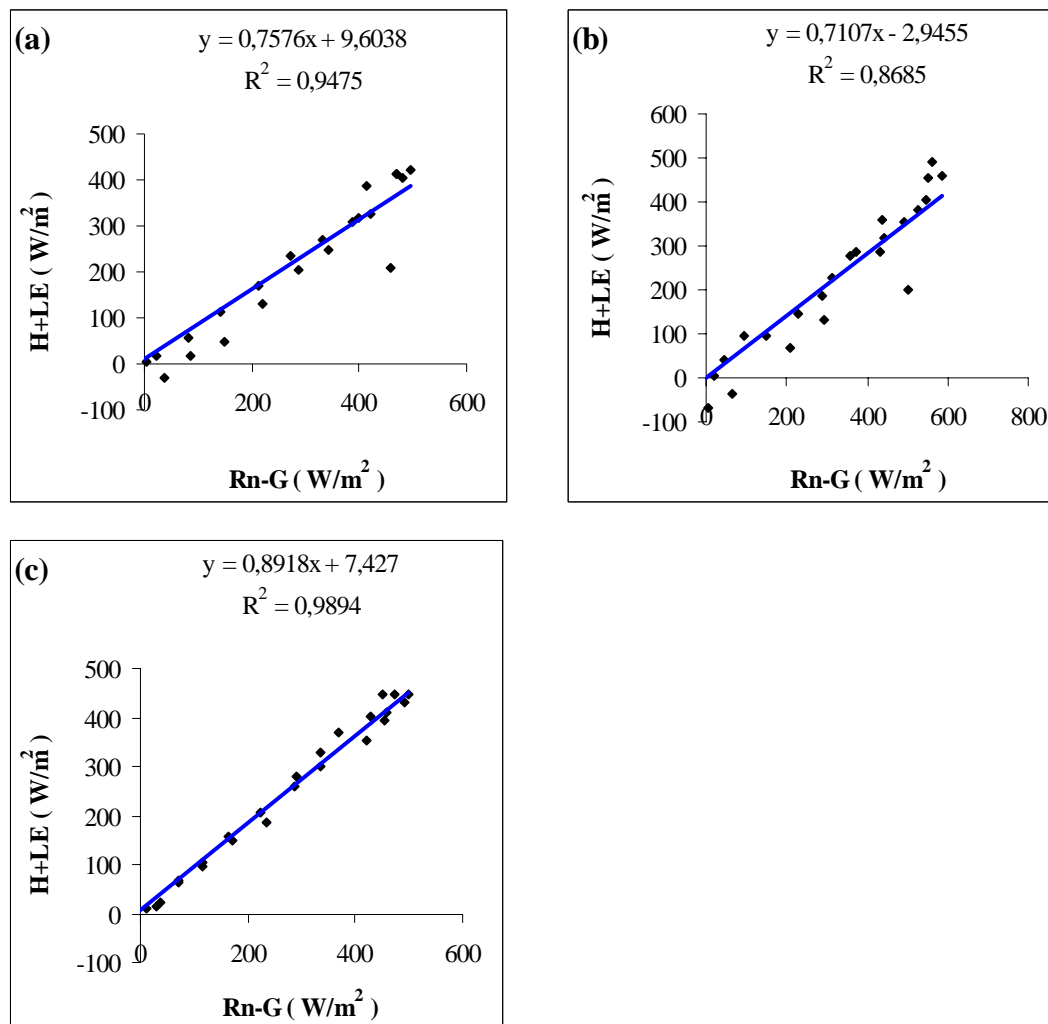 (a)
y = 0,7576x + 9,6038
R² = 0,9475
500
400
300
200
100
0
-100
0 200 400 600
H+LE ( W/m² )
Rn-G ( W/m² )
(b)
y = 0,7107x - 2,9455
R² = 0,8685
600
500
400
300
200
100
0
-100
0 200 400 600 800
H+LE ( W/m² )
Rn-G ( W/m² )
(c)
y = 0,8918x + 7,427
R² = 0,9894
500
400
300
200
100
0
-100
0 200 400 600
H+LE ( W/m² )
Rn-G ( W/m² )